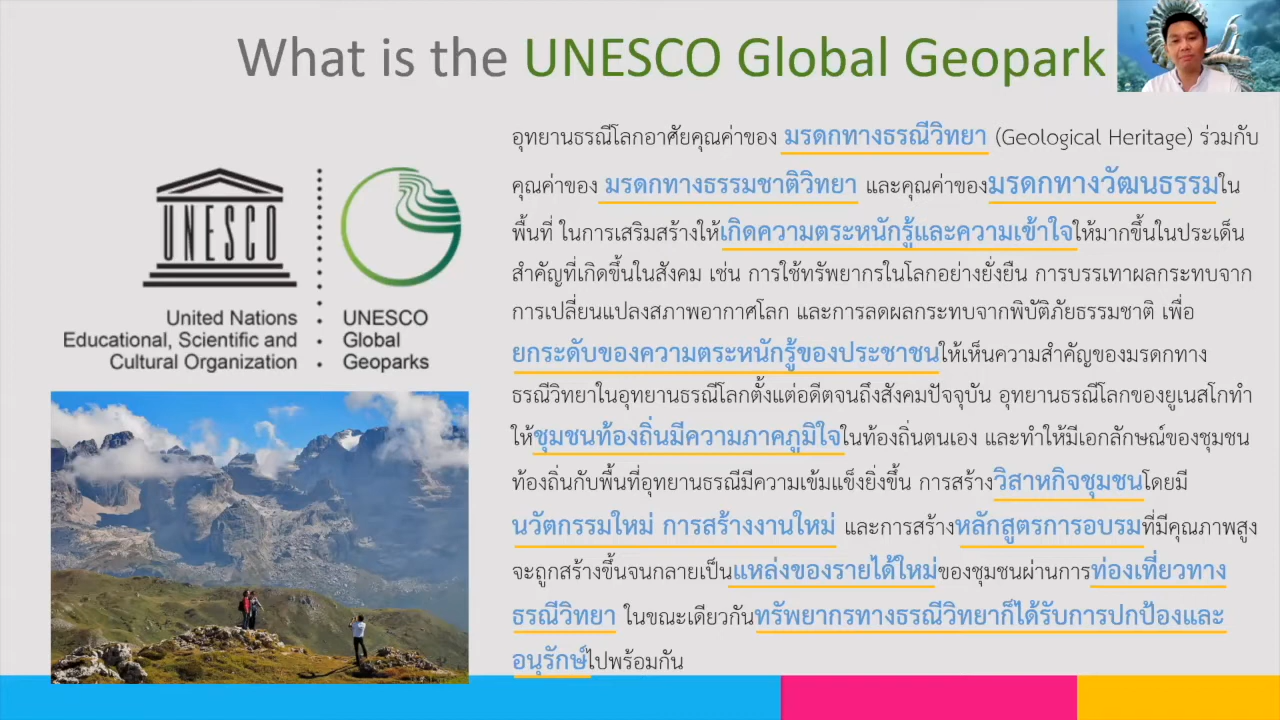 What is the UNESCO Global Geopark
อุทยานธรณีโลกอาศัยคุณค่าของ มรดกทางธรณีวิทยา (Geological Heritage) ร่วมกับ
คุณค่าของ มรดกทางธรรมชาติวิทยา และคุณค่าของมรดกทางวัฒนธรรมใน
พื้นที่ ในการเสริมสร้างให้เกิดความตระหนักรู้และความเข้าใจให้มากขึ้นในประเด็น
สำคัญที่เกิดขึ้นในสังคม เช่น การใช้ทรัพยากรในโลกอย่างยั่งยืน การบรรเทาผลกระทบจาก
การเปลี่ยนแปลงสภาพอากาศโลก และการลดผลกระทบจากพิบัติภัยธรรมชาติ เพื่อ
ยกระดับของความตระหนักรู้ของประชาชนให้เห็นความสำคัญของมรดกทาง
ธรณีวิทยาในอุทยานธรณีโลกตั้งแต่อดีตจนถึงสังคมปัจจุบัน อุทยานธรณีโลกของยูเนสโกทำ
ให้ชุมชนท้องถิ่นมีความภาคภูมิใจในท้องถิ่นตนเอง และทำให้มีเอกลักษณ์ของชุมชน
ท้องถิ่นกับพื้นที่อุทยานธรณีมีความเข้มแข็งยิ่งขึ้น การสร้างวิสาหกิจชุมชนโดยมี
นวัตกรรมใหม่ การสร้างงานใหม่ และการสร้างหลักสูตรการอบรมที่มีคุณภาพสูง
จะถูกสร้างขึ้นจนกลายเป็นแหล่งของรายได้ใหม่ของชุมชนผ่านการท่องเที่ยวทาง
ธรณีวิทยา ในขณะเดียวกันทรัพยากรทางธรณีวิทยาก็ได้รับการปกป้องและ
อนุรักษ์ไปพร้อมกัน
UNESCO
United Nations
Educational, Scientific and
Cultural Organization
UNESCO
Global
Geoparks